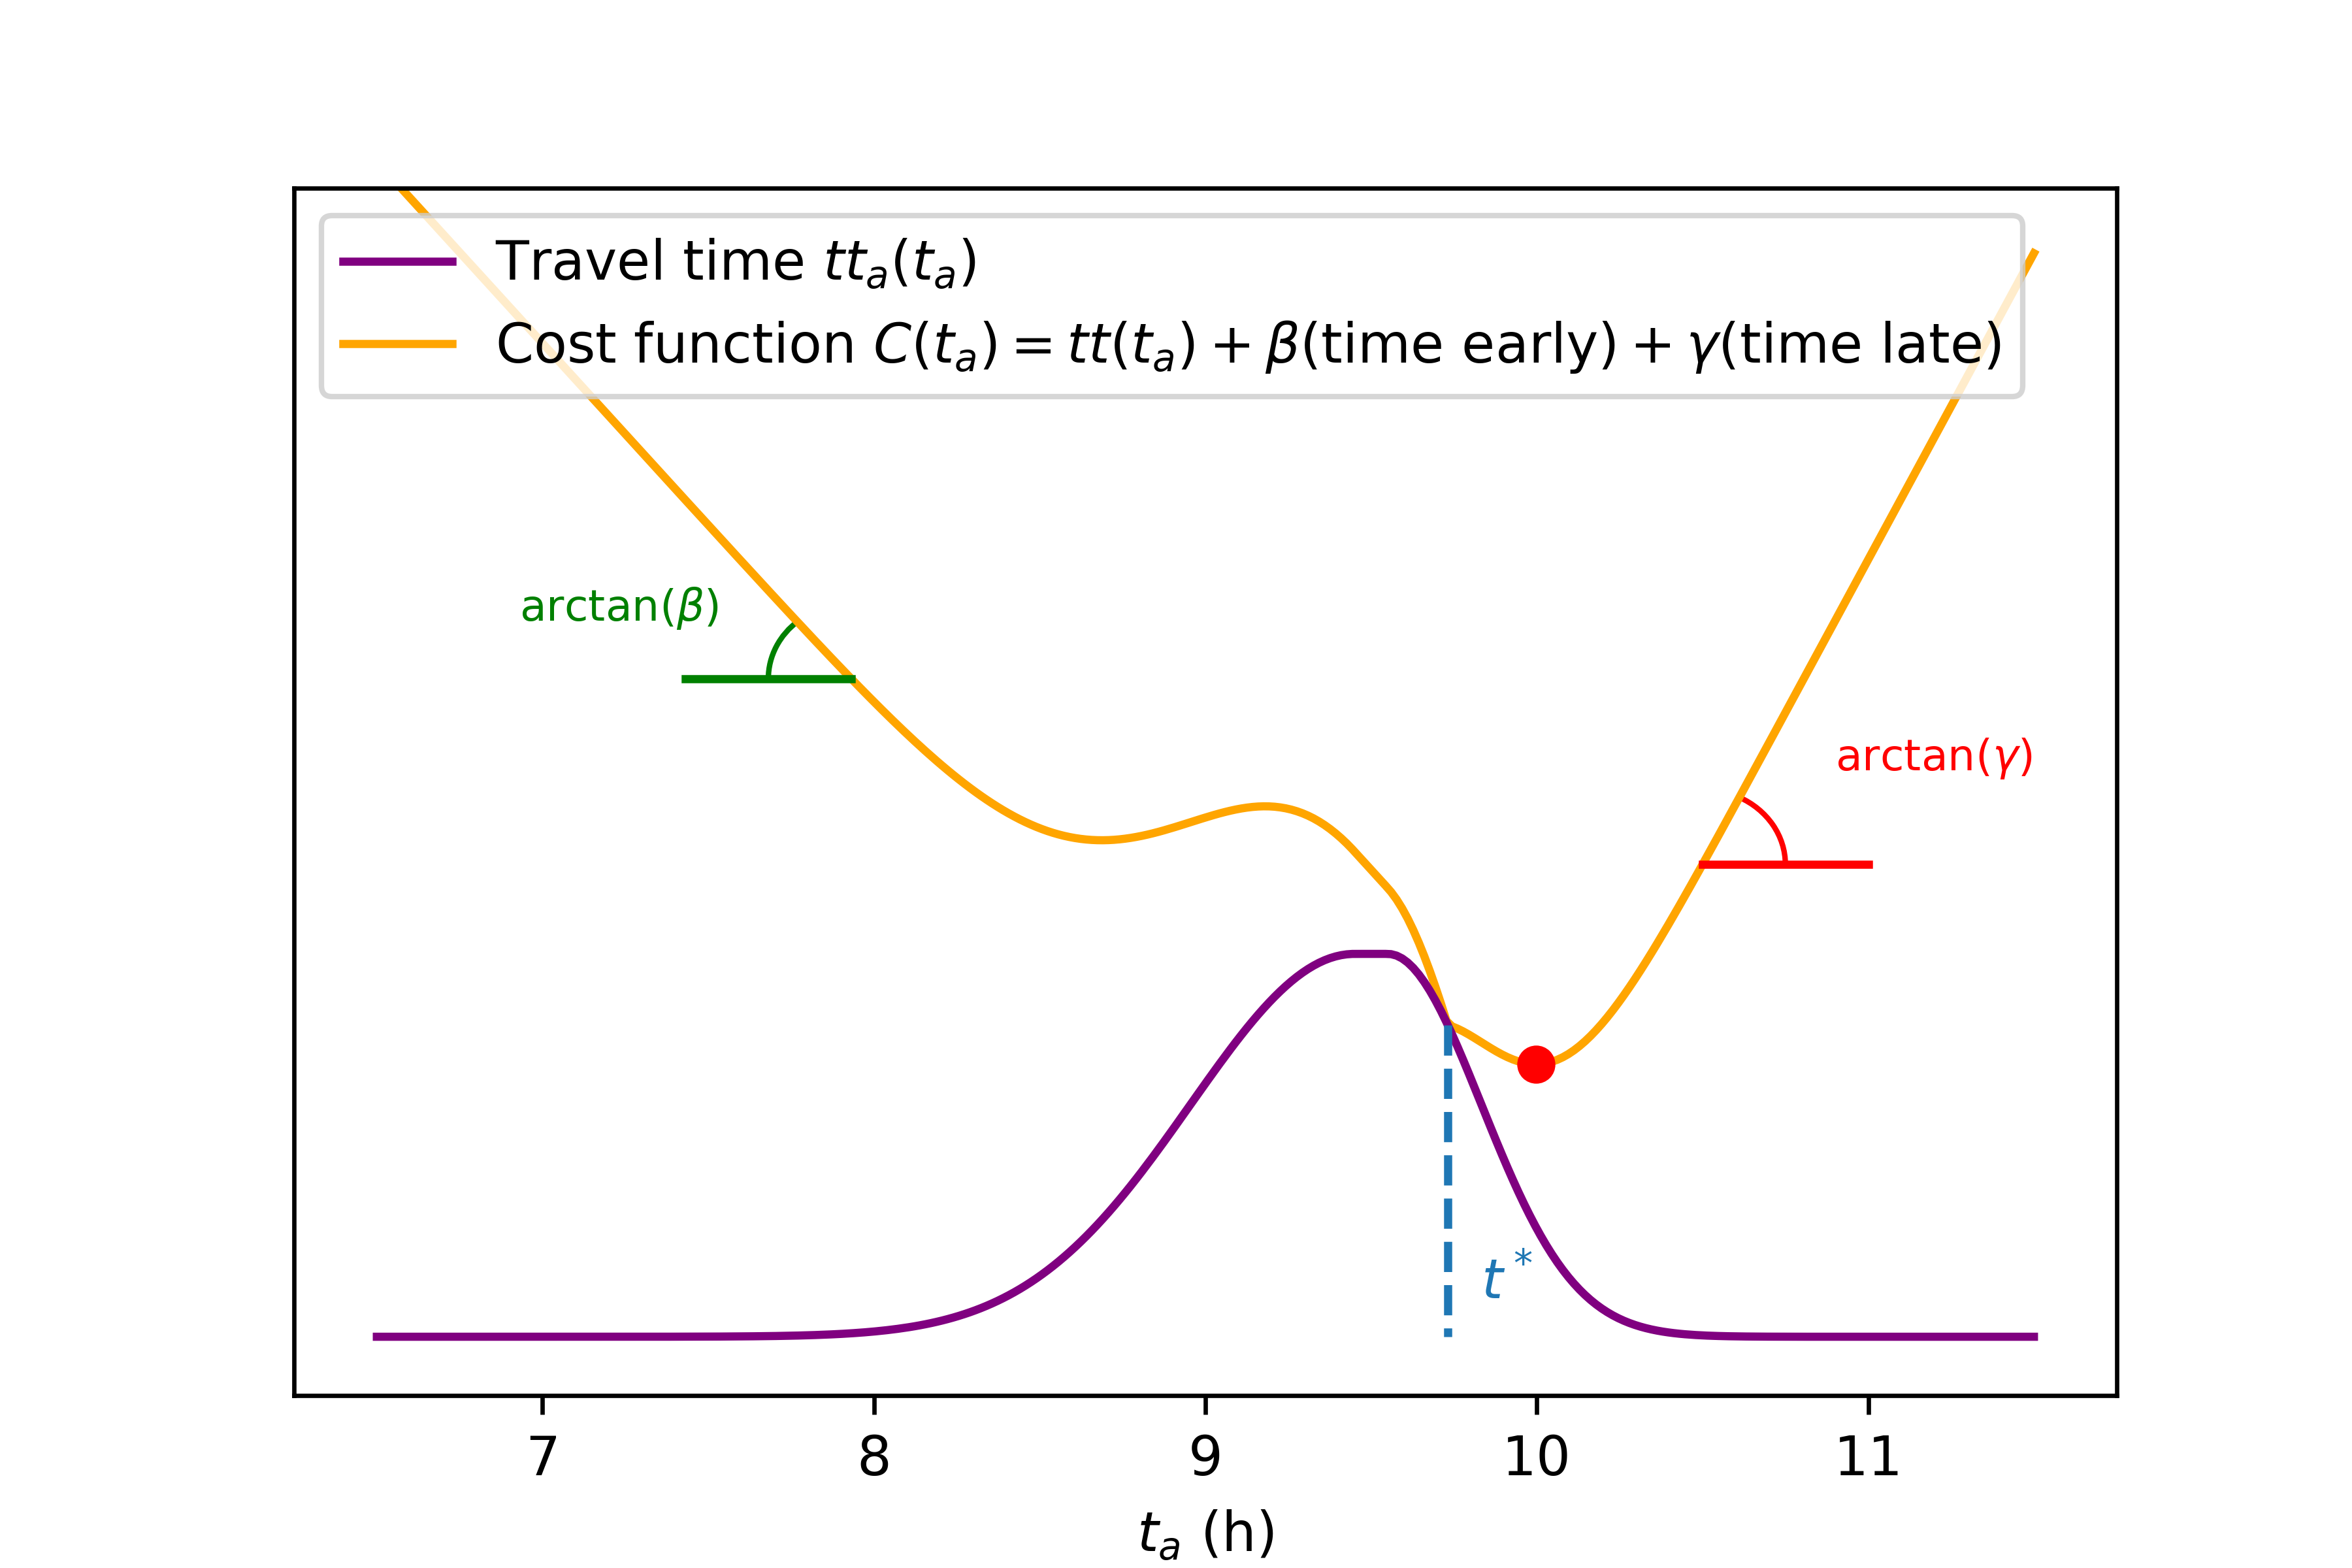 Travel time tt_a(t_a)
Cost function C(t_a) = tt(t_a) + β(time early) + γ(time late)
arctan(β)
arctan(γ)
t*
7 8 9 10 11
t_a (h)